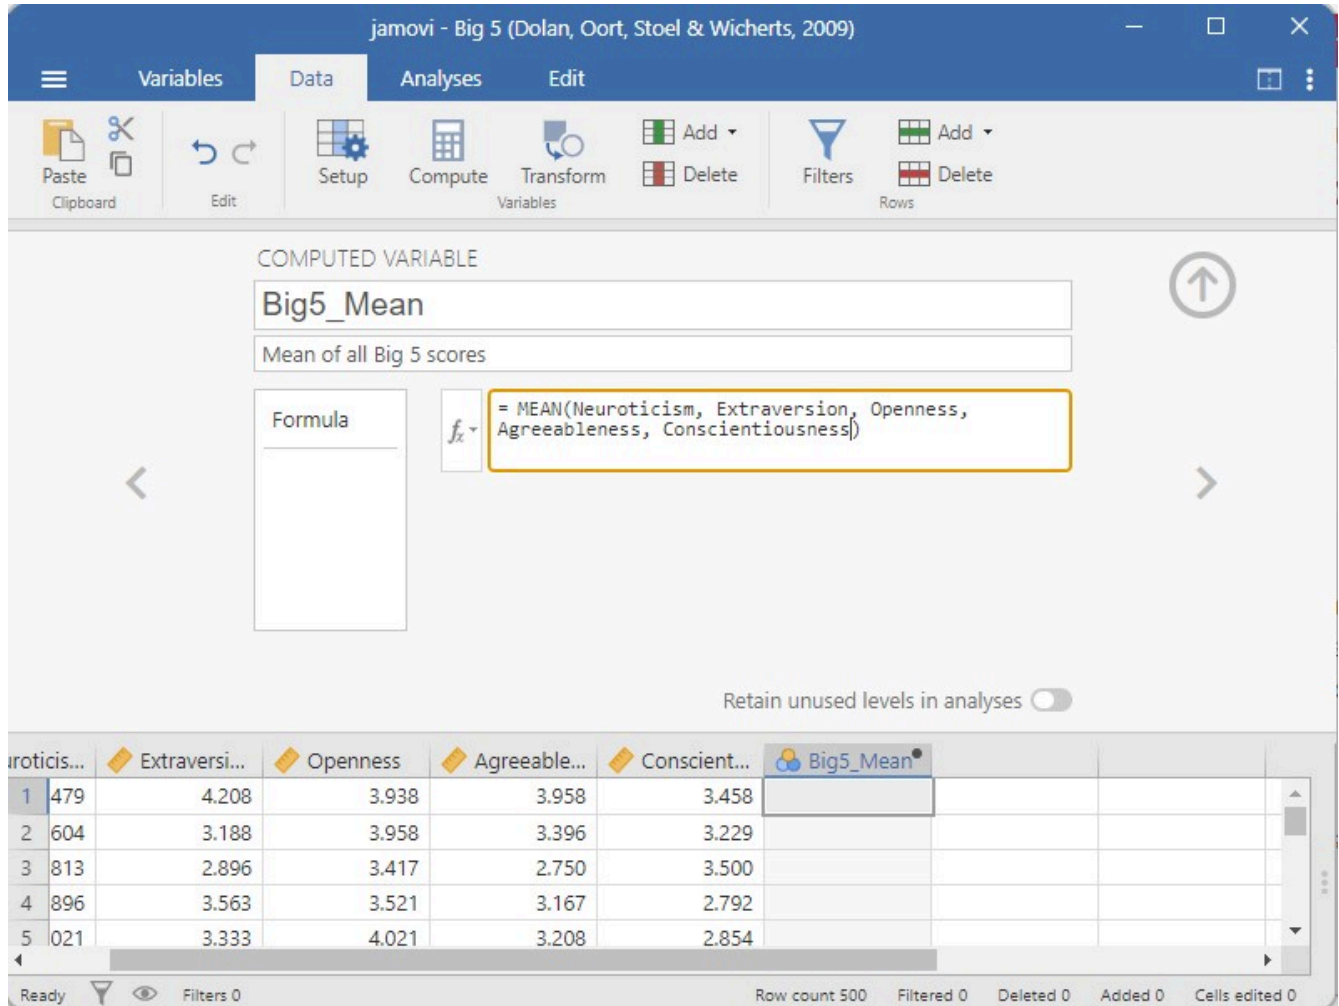 jamovi - Big 5 (Dolan, Oort, Stoel & Wicherts, 2009)
Variables Data Analyses Edit
Paste
Clipboard
Edit
Setup Compute Transform Add Delete
Variables
Filters Add Delete
Rows
COMPUTED VARIABLE
Big5_Mean
Mean of all Big 5 scores
Formula
fx
= MEAN(Neuroticism, Extraversion, Openness,
Agreeableness, Conscientiousness)
Retain unused levels in analyses
uroticis... Extraversi... Openness Agreeable... Conscient... Big5_Mean
1 479 4.208 3.938 3.958 3.458
2 604 3.188 3.958 3.396 3.229
3 813 2.896 3.417 2.750 3.500
4 896 3.563 3.521 3.167 2.792
5 021 3.333 4.021 3.208 2.854
Ready Filters 0 Row count 500 Filtered 0 Deleted 0 Added 0 Cells edited 0